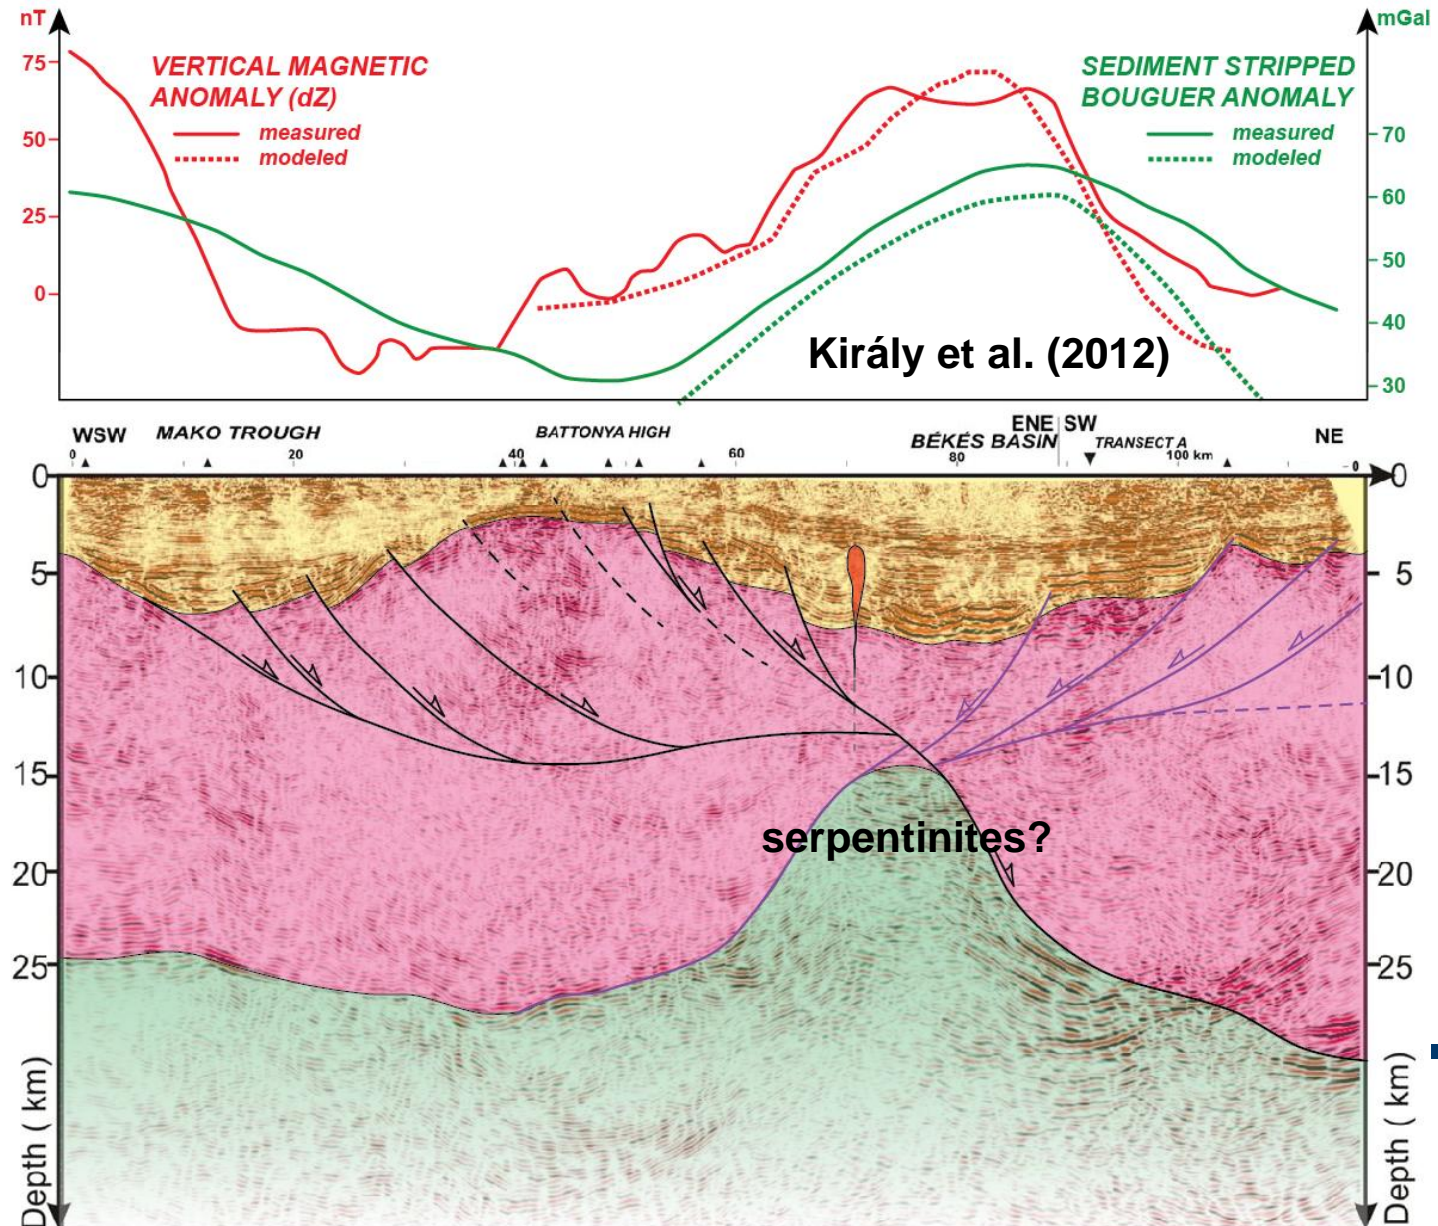 nT
mGal
VERTICAL MAGNETIC
ANOMALY (dZ)
measured
modeled
SEDIMENT STRIPPED
BOUGUER ANOMALY
measured
modeled
75
50
25
0
70
60
50
40
30
Király et al. (2012)
WSW MAKO TROUGH BATTONYA HIGH BÉKÉS BASIN ENE SW TRANSECT A NE
0 20 40 60 80 100 km 0
0 0
5 5
10 10
15 15
serpentinites?
20 20
25 25
Depth ( km) Depth ( km)